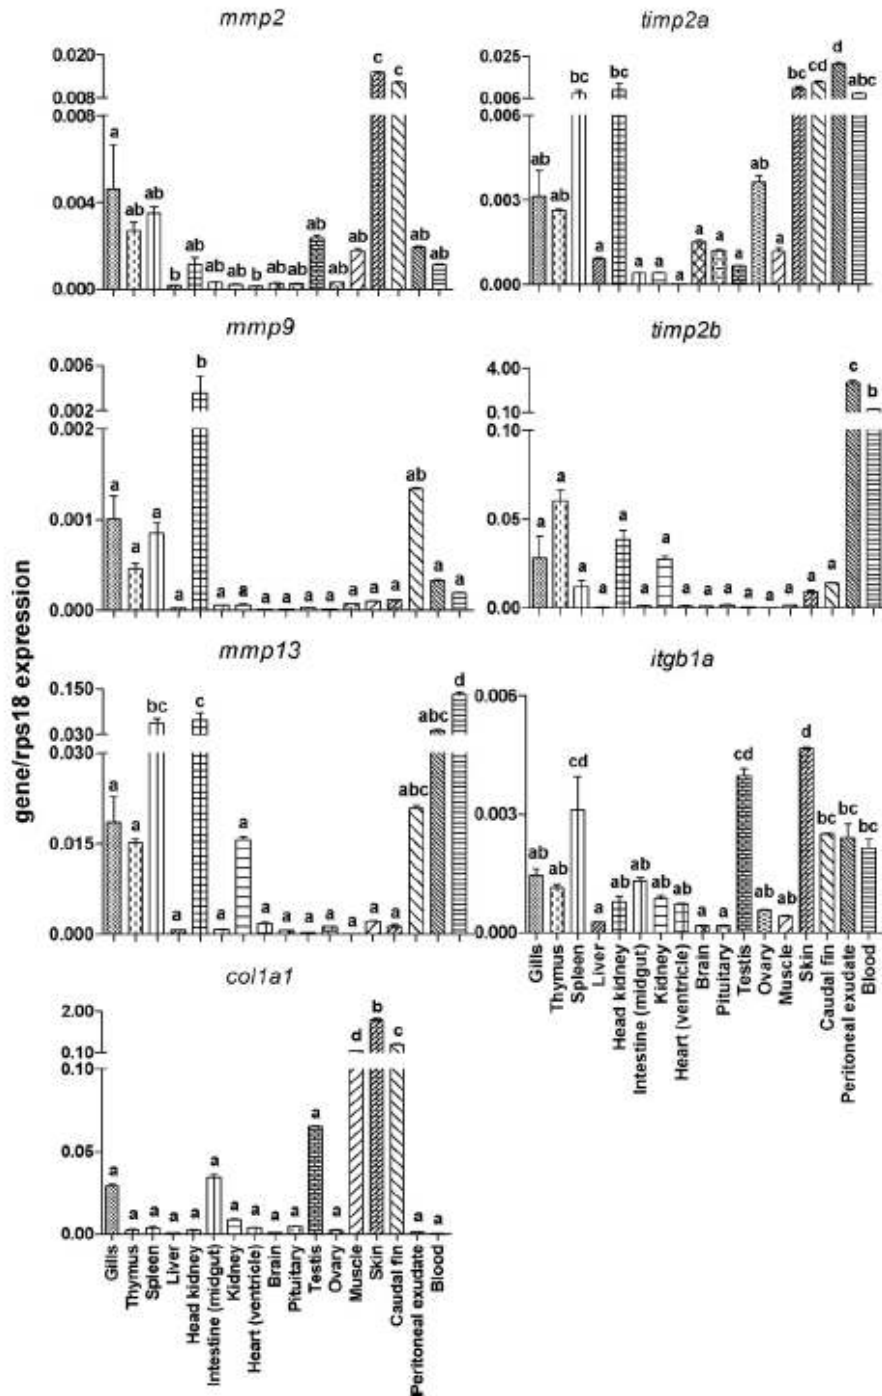 mmp2
0.020
0.008
0.008
0.004
0.000
a ab ab b ab ab ab b ab ab ab ab ab c c ab ab
timp2a
0.025
0.006
0.006
0.003
0.000
ab ab bc a bc a a a a a a ab a bc cd d abc
mmp9
0.006
0.002
0.002
0.001
0.000
a a a a b a a a a a a a a a ab a a
timp2b
4.00
0.10
0.10
0.05
0.00
a a a a a a a a a a a a a a a c b
gene/rps18 expression
mmp13
0.150
0.030
0.030
0.015
0.000
a a bc a c a a a a a a a a a abc abc d
itgb1a
0.006
0.003
0.000
ab ab cd a ab ab ab ab a a cd ab ab d bc bc bc
Gills
Thymus
Spleen
Liver
Head kidney
Intestine (midgut)
Kidney
Heart (ventricle)
Brain
Pituitary
Testis
Ovary
Muscle
Skin
Caudal fin
Peritoneal exudate
Blood
col1a1
2.00
0.10
0.10
0.05
0.00
a a a a a a a a a a a a d b c a a
Gills
Thymus
Spleen
Liver
Head kidney
Intestine (midgut)
Kidney
Heart (ventricle)
Brain
Pituitary
Testis
Ovary
Muscle
Skin
Caudal fin
Peritoneal exudate
Blood